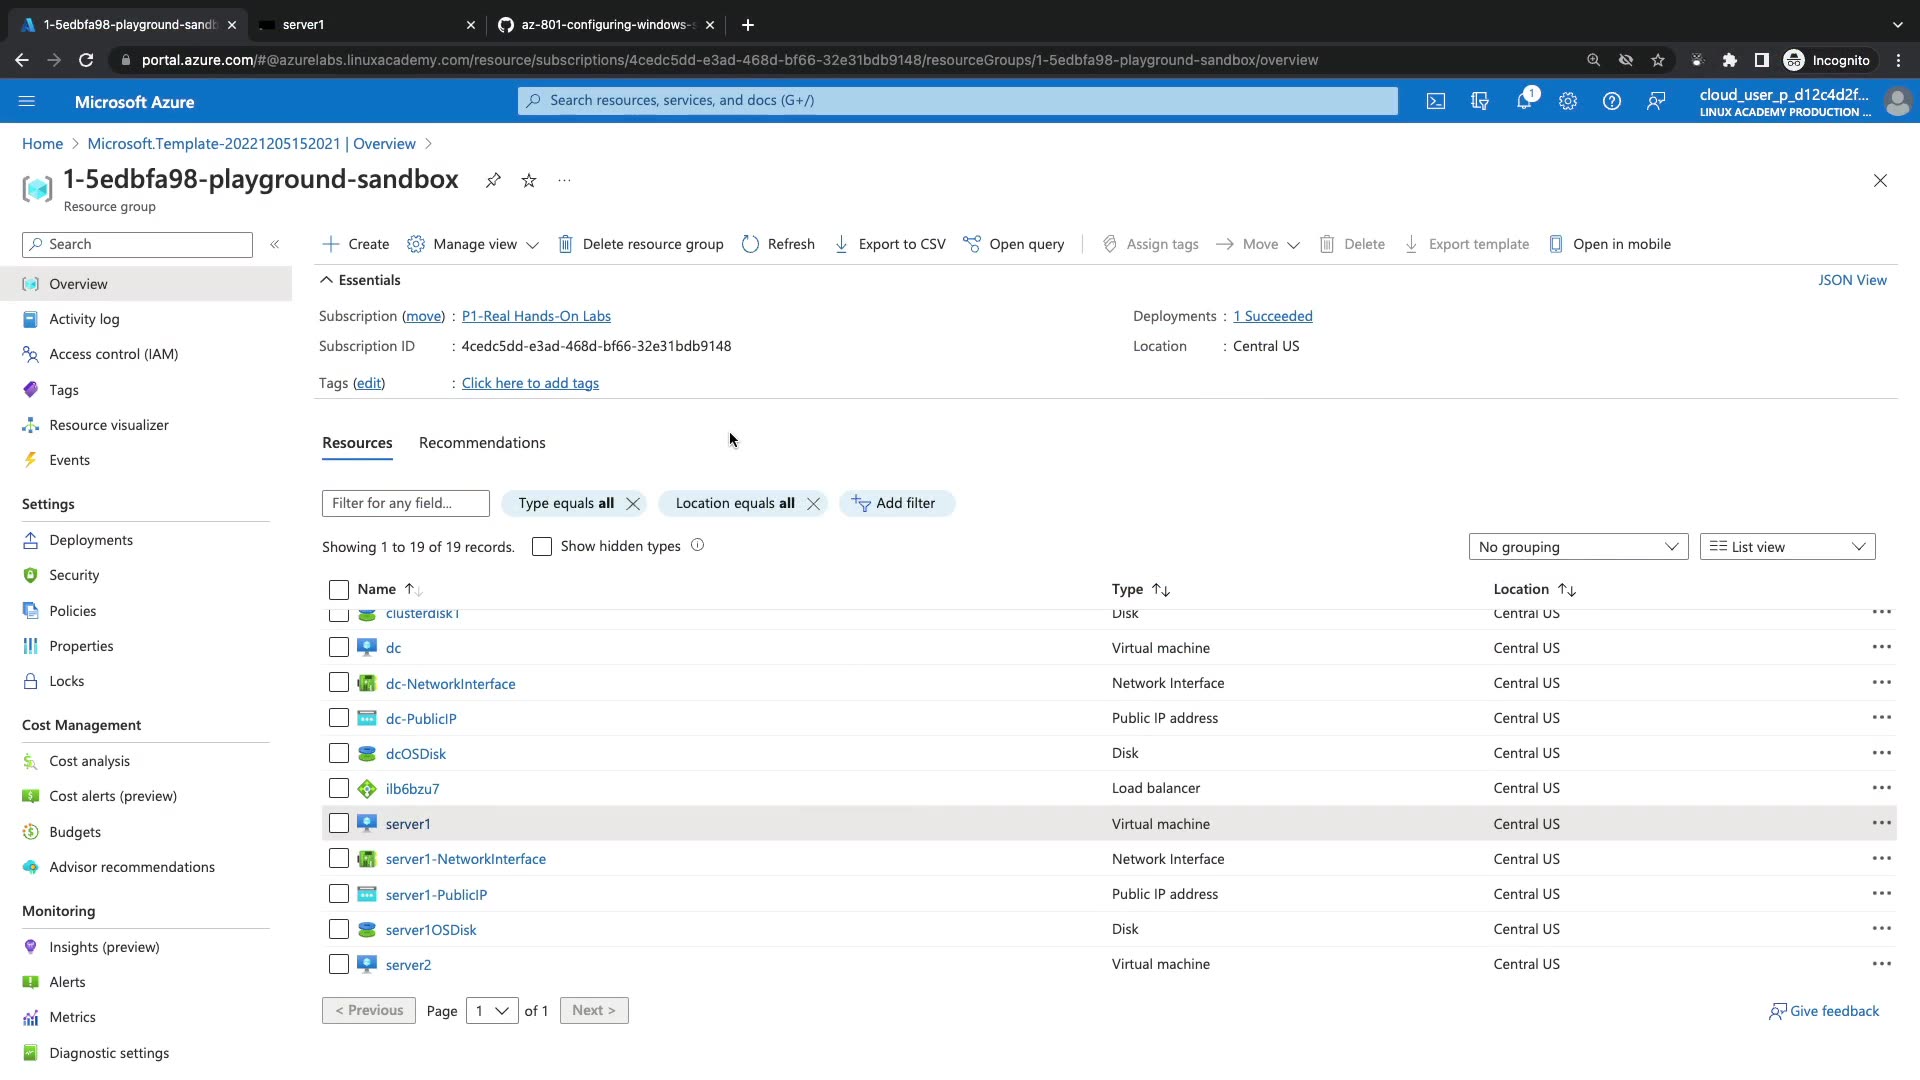 1-5edbfa98-playground-sandb
server1
az-801-configuring-windows-s
portal.azure.com/#@azurelabs.linuxacademy.com/resource/subscriptions/4cedc5dd-e3ad-468d-bf66-32e31bdb9148/resourceGroups/1-5edbfa98-playground-sandbox/overview
Incognito
Microsoft Azure
Search resources, services, and docs (G+/)
1
cloud_user_p_d12c4d2f...
LINUX ACADEMY PRODUCTION ...
Home > Microsoft.Template-20221205152021 | Overview >
1-5edbfa98-playground-sandbox
Resource group
Search
Create Manage view Delete resource group Refresh Export to CSV Open query Assign tags Move Delete Export template Open in mobile
Overview
Activity log
Access control (IAM)
Tags
Resource visualizer
Events
Settings
Deployments
Security
Policies
Properties
Locks
Cost Management
Cost analysis
Cost alerts (preview)
Budgets
Advisor recommendations
Monitoring
Insights (preview)
Alerts
Metrics
Diagnostic settings
Essentials
JSON View
Subscription (move) : P1-Real Hands-On Labs
Deployments : 1 Succeeded
Subscription ID : 4cedc5dd-e3ad-468d-bf66-32e31bdb9148
Location : Central US
Tags (edit) : Click here to add tags
Resources Recommendations
Filter for any field... Type equals all Location equals all Add filter
Showing 1 to 19 of 19 records. Show hidden types
No grouping List view
Name Type Location
clusterdisk1 Disk Central US
dc Virtual machine Central US
dc-NetworkInterface Network Interface Central US
dc-PublicIP Public IP address Central US
dcOSDisk Disk Central US
ilb6bzu7 Load balancer Central US
server1 Virtual machine Central US
server1-NetworkInterface Network Interface Central US
server1-PublicIP Public IP address Central US
server1OSDisk Disk Central US
server2 Virtual machine Central US
< Previous Page 1 of 1 Next >
Give feedback